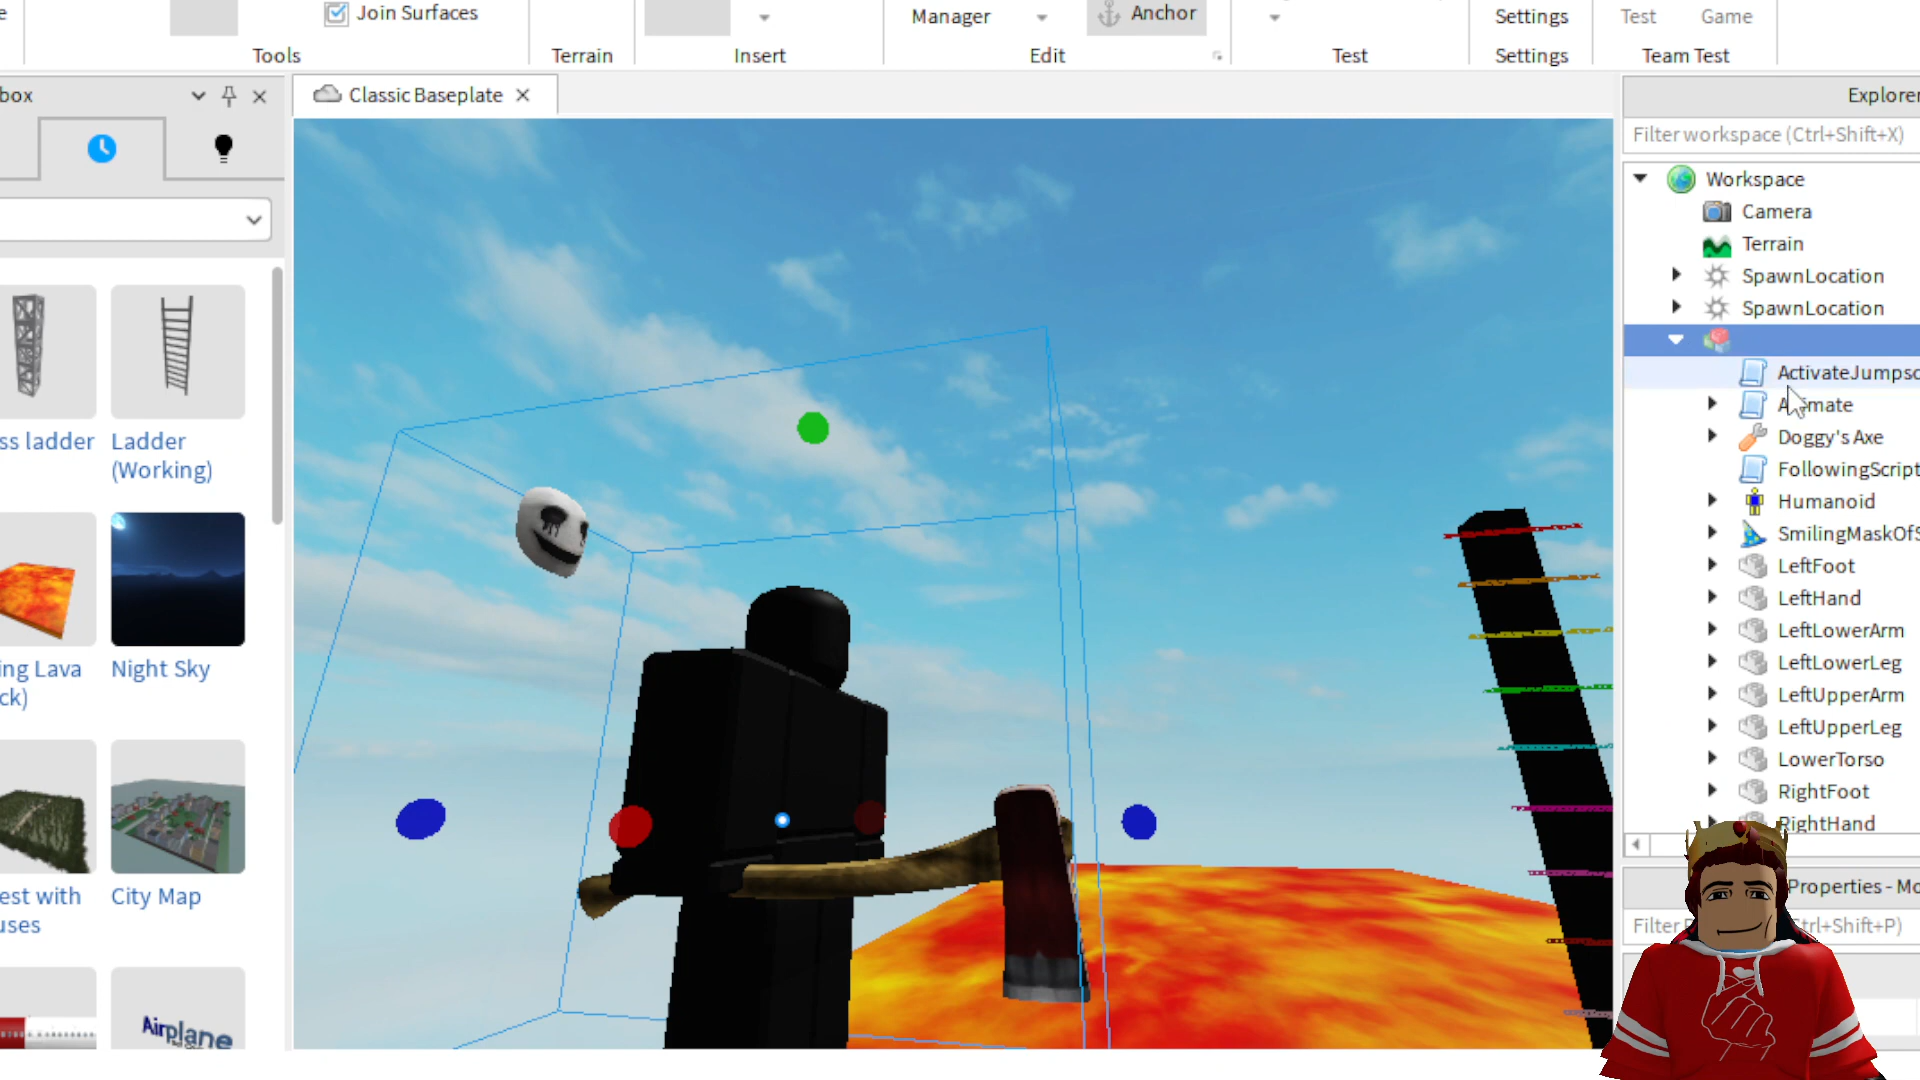 Join Surfaces
Manager
Anchor
Settings
Test
Game
Tools
Terrain
Insert
Edit
Test
Settings
Team Test
box
Classic Baseplate
Explorer
Filter workspace (Ctrl+Shift+X)
Workspace
Camera
Terrain
SpawnLocation
SpawnLocation
ActivateJumpsc
Animate
Doggy's Axe
FollowingScript
Humanoid
SmilingMaskOfS
LeftFoot
LeftHand
LeftLowerArm
LeftLowerLeg
LeftUpperArm
LeftUpperLeg
LowerTorso
RightFoot
RightHand
ss ladder
Ladder
(Working)
ing Lava
ck)
Night Sky
est with
uses
City Map
Airplane
Properties - Mo
Filter
Ctrl+Shift+P)